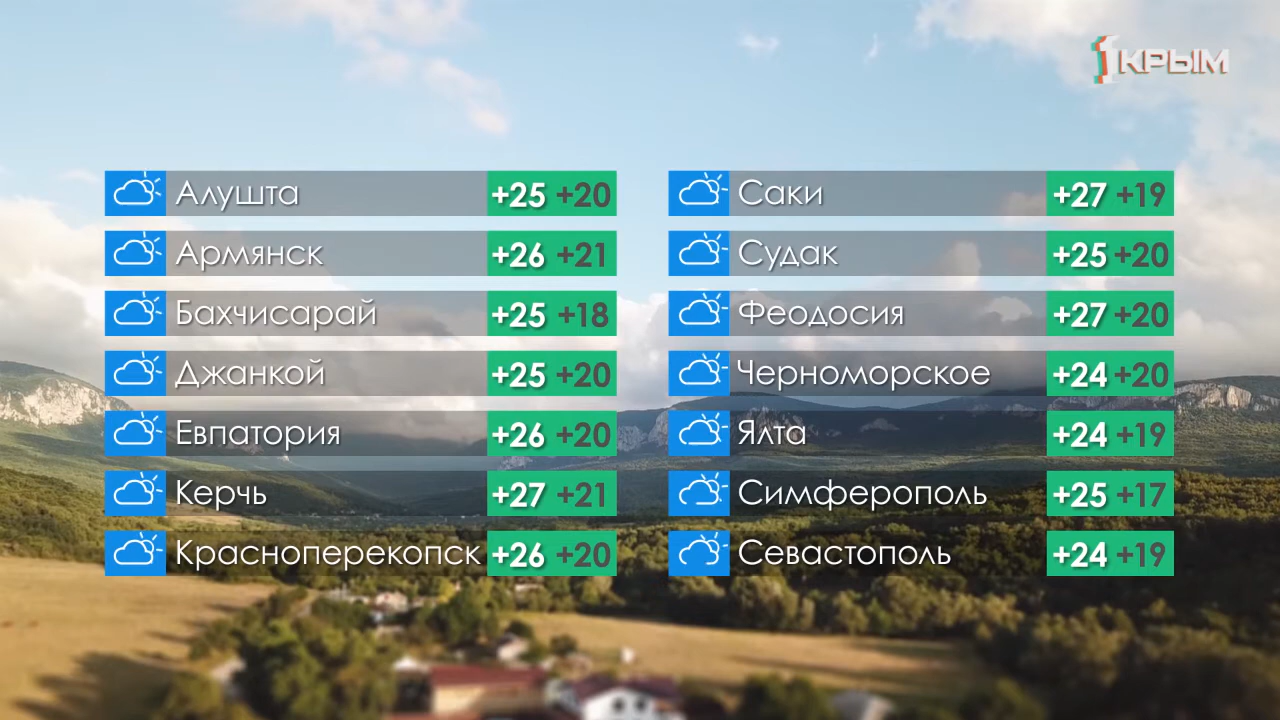 1 КРЫМ
Алушта +25 +20
Армянск +26 +21
Бахчисарай +25 +18
Джанкой +25 +20
Евпатория +26 +20
Керчь +27 +21
Красноперекопск +26 +20
Саки +27 +19
Судак +25 +20
Феодосия +27 +20
Черноморское +24 +20
Ялта +24 +19
Симферополь +25 +17
Севастополь +24 +19